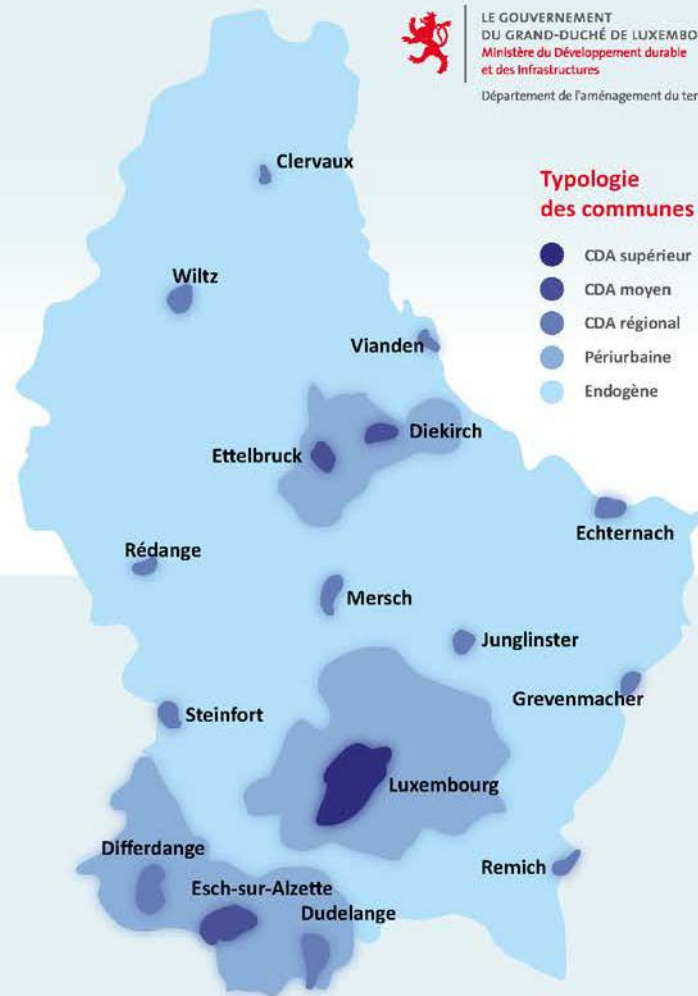 LE GOUVERNEMENT
DU GRAND-DUCHÉ DE LUXEMBO
Ministère du Développement durable
et des Infrastructures
Département de l'aménagement du ter
Typologie
des communes
CDA supérieur
CDA moyen
CDA régional
Périurbaine
Endogène
Clervaux
Wiltz
Vianden
Diekirch
Ettelbruck
Echternach
Rédange
Mersch
Junglinster
Grevenmacher
Steinfort
Luxembourg
Differdange
Remich
Esch-sur-Alzette
Dudelange